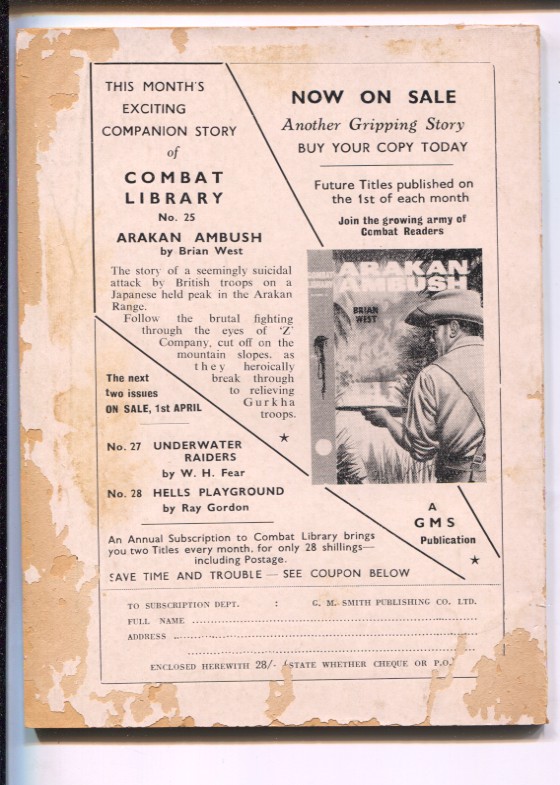 THIS MONTH'S
EXCITING
COMPANION STORY
of
COMBAT
LIBRARY
No. 25
ARAKAN AMBUSH
by Brian West
The story of a seemingly suicidal
attack by British troops on a
Japanese held peak in the Arakan
Range.
Follow the brutal fighting
through the eyes of 'Z'
Company, cut off on the
mountain slopes. as
they heroically
break through
to relieving
Gurkha
troops.
NOW ON SALE
Another Gripping Story
BUY YOUR COPY TODAY
Future Titles published on
the 1st of each month
Join the growing army of
Combat Readers
COMBAT
LIBRARY
ARAKAN
AMBUSH
BRIAN
WEST
The next
two issues
ON SALE, 1st APRIL
No. 27 UNDERWATER
RAIDERS
by W. H. Fear
No. 28 HELLS PLAYGROUND
by Ray Gordon
A
GMS
Publication
An Annual Subscription to Combat Library brings
you two Titles every month, for only 28 shillings—
including Postage.
SAVE TIME AND TROUBLE — SEE COUPON BELOW
TO SUBSCRIPTION DEPT. : G. M. SMITH PUBLISHING CO. LTD.
FULL NAME
ADDRESS
ENCLOSED HEREWITH 28/- (STATE WHETHER CHEQUE OR P.O.